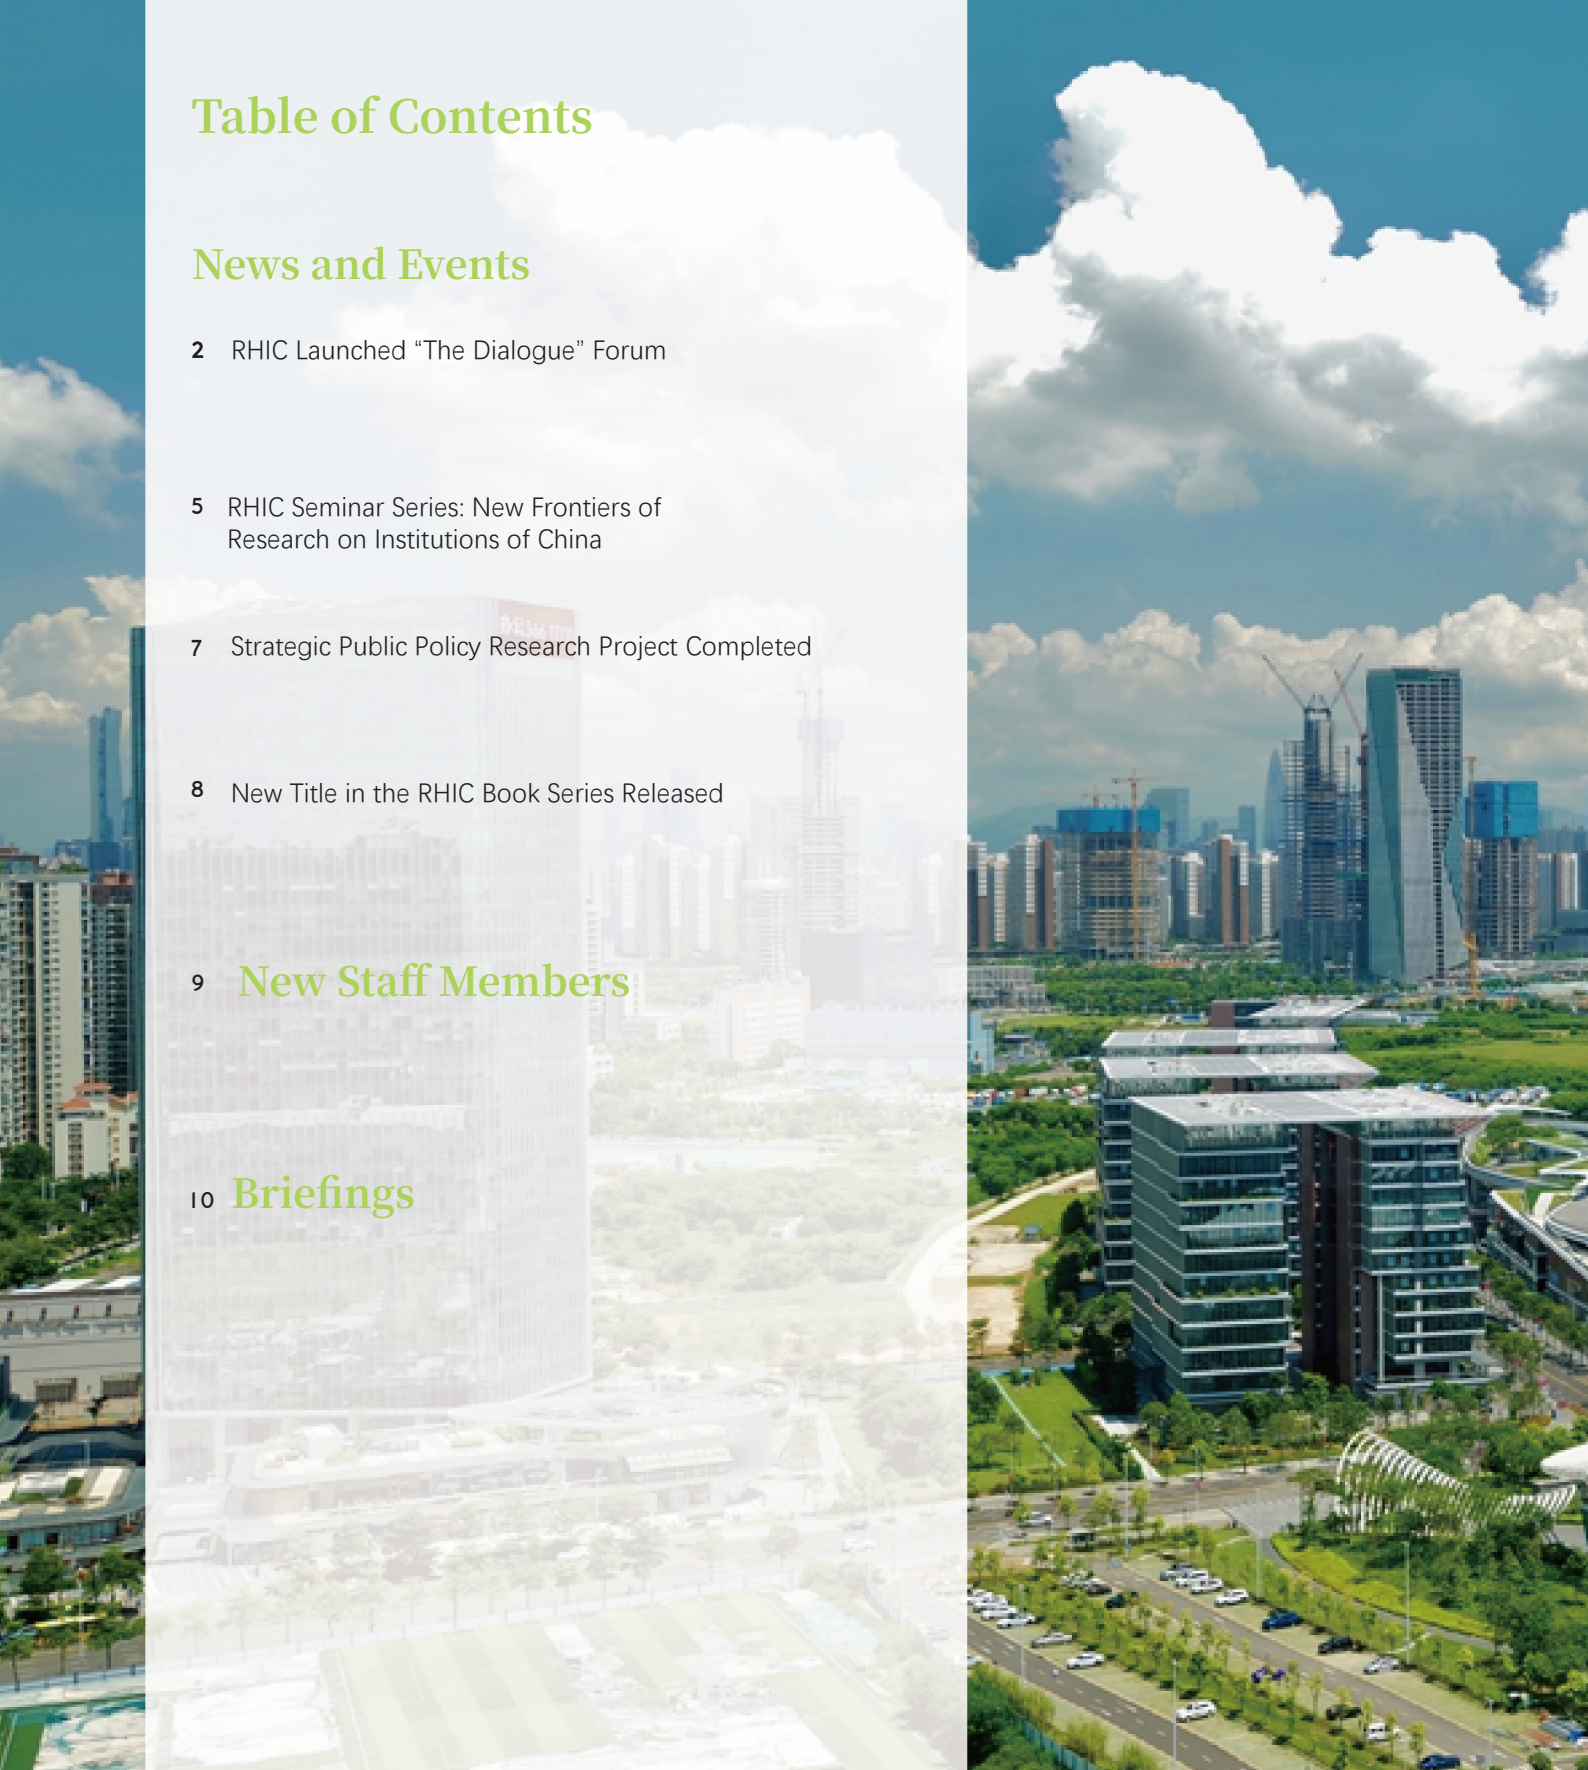 Table of Contents
News and Events
2 RHIC Launched “The Dialogue” Forum
5 RHIC Seminar Series: New Frontiers of
Research on Institutions of China
7 Strategic Public Policy Research Project Completed
8 New Title in the RHIC Book Series Released
9 New Staff Members
10 Briefings